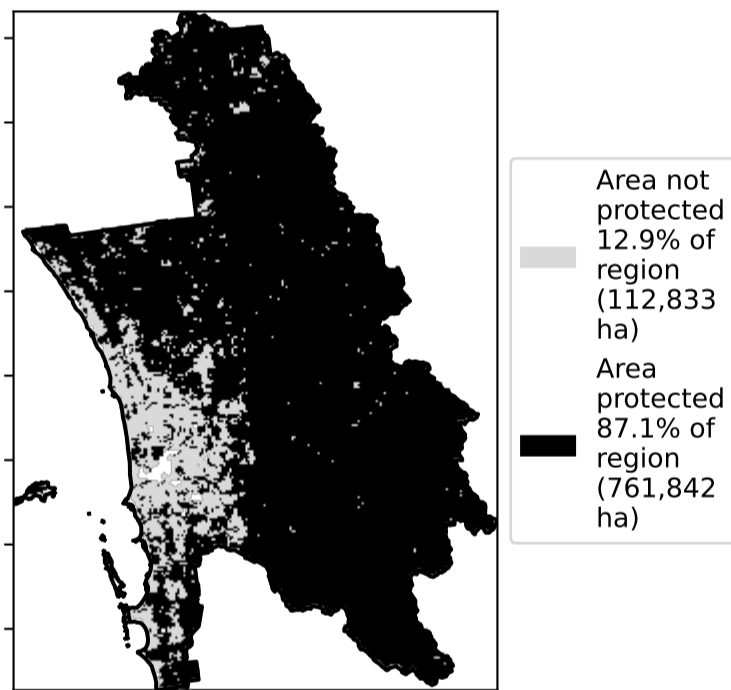 Area not
protected
12.9% of
region
(112,833
ha)
Area
protected
87.1% of
region
(761,842
ha)